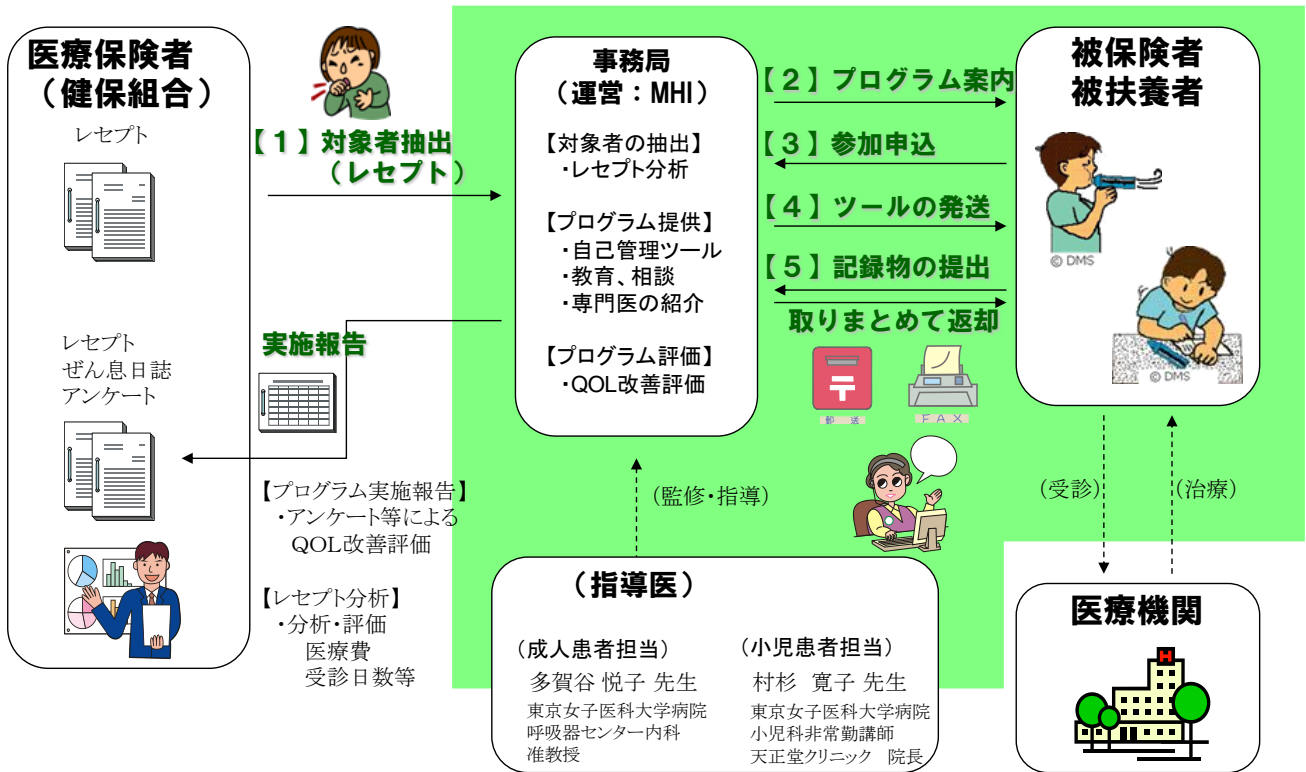 医療保険者
（健保組合）
レセプト
【１】対象者抽出
（レセプト）
レセプト
ぜん息日誌
アンケート
実施報告
【プログラム実施報告】
・アンケート等による
QOL改善評価
【レセプト分析】
・分析・評価
医療費
受診日数等
事務局
（運営：MHI）
【対象者の抽出】
・レセプト分析
【プログラム提供】
・自己管理ツール
・教育、相談
・専門医の紹介
【プログラム評価】
・QOL改善評価
【２】プログラム案内
【３】参加申込
【４】ツールの発送
【５】記録物の提出
取りまとめて返却
〒
郵 送
ＦＡＸ
被保険者
被扶養者
© DMS
© DMS
（監修・指導）
（受診）
（治療）
（指導医）
（成人患者担当）
多賀谷 悦子 先生
東京女子医科大学病院
呼吸器センター内科
准教授
（小児患者担当）
村杉 寛子 先生
東京女子医科大学病院
小児科非常勤講師
天正堂クリニック　院長
医療機関
H